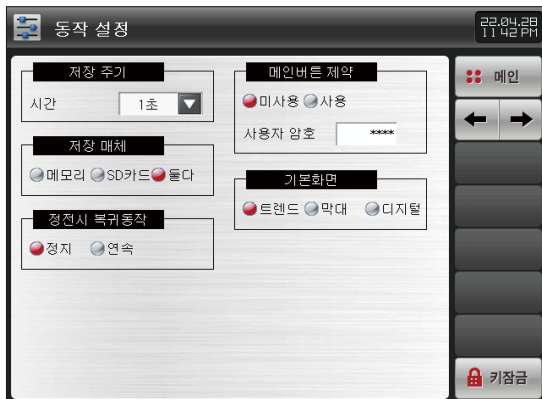 동작 설정
22.04.28
11 42 PM
저장 주기
시간 1초
저장 매체
메모리 SD카드 둘다
정전시 복귀동작
정지 연속
메인버튼 제약
미사용 사용
사용자 암호 ****
기본화면
트렌드 막대 디지털
메인
키잠금